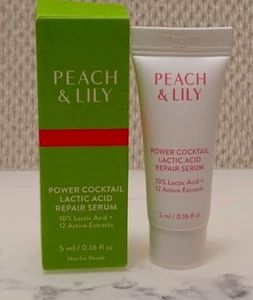 PEACH
& LILY
POWER COCKTAIL
LACTIC ACID
REPAIR SERUM
10% Lactic Acid +
12 Active Extracts
5 ml / 0.16 fl oz
Not for Resale
PEACH
& LILY
POWER COCKTAIL
LACTIC ACID
REPAIR SERUM
10% Lactic Acid +
12 Active Extracts
5 ml / 0.16 fl oz